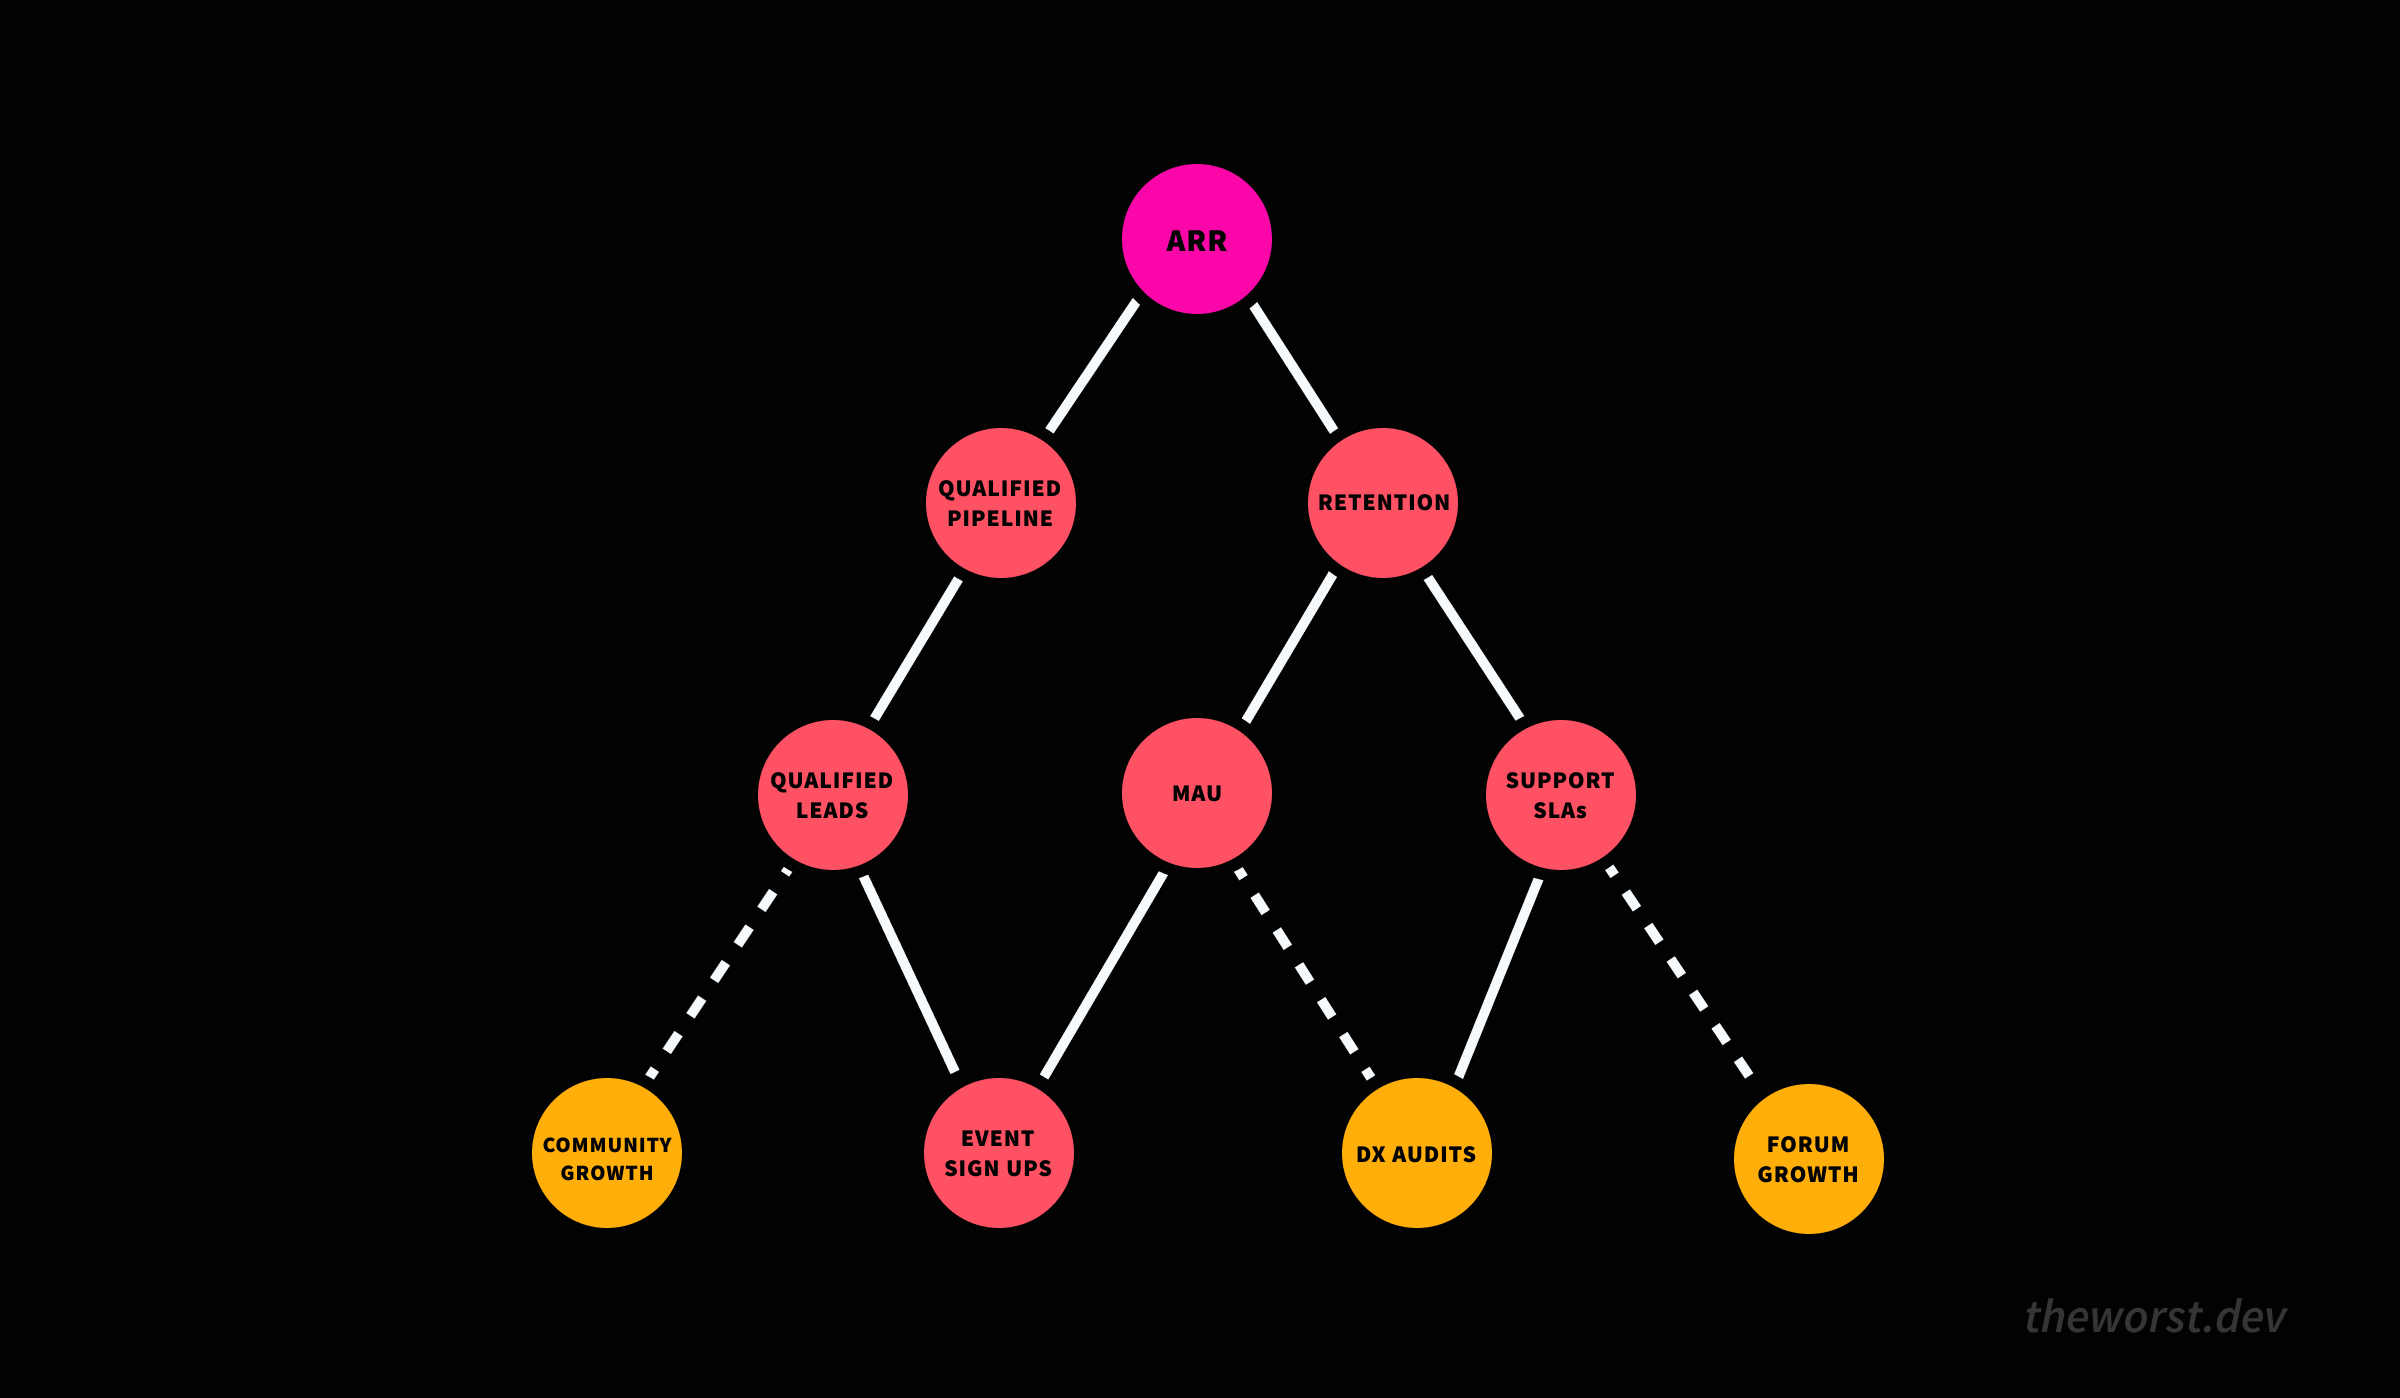 ARR
QUALIFIED
PIPELINE
RETENTION
QUALIFIED
LEADS
MAU
SUPPORT
SLAs
COMMUNITY
GROWTH
EVENT
SIGN UPS
DX AUDITS
FORUM
GROWTH
theworst.dev